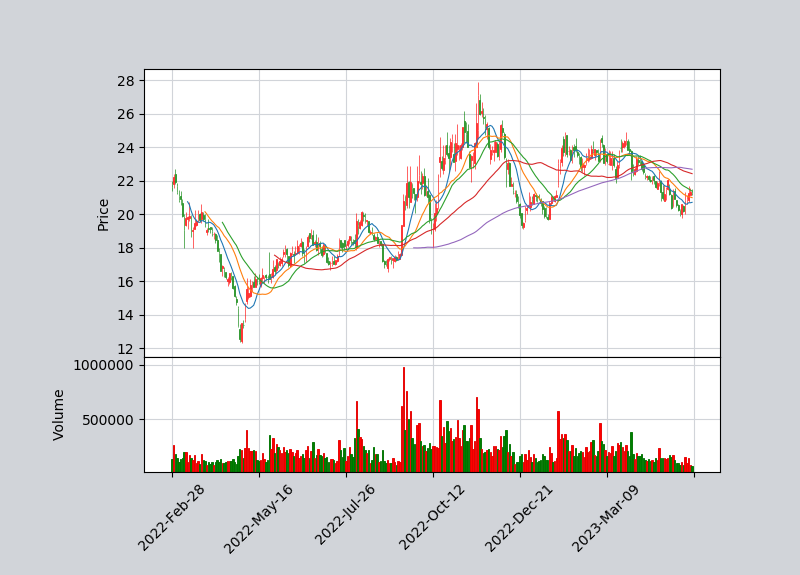 Price
28
26
24
22
20
18
16
14
12
Volume
1000000
500000
2022-Feb-28
2022-May-16
2022-Jul-26
2022-Oct-12
2022-Dec-21
2023-Mar-09